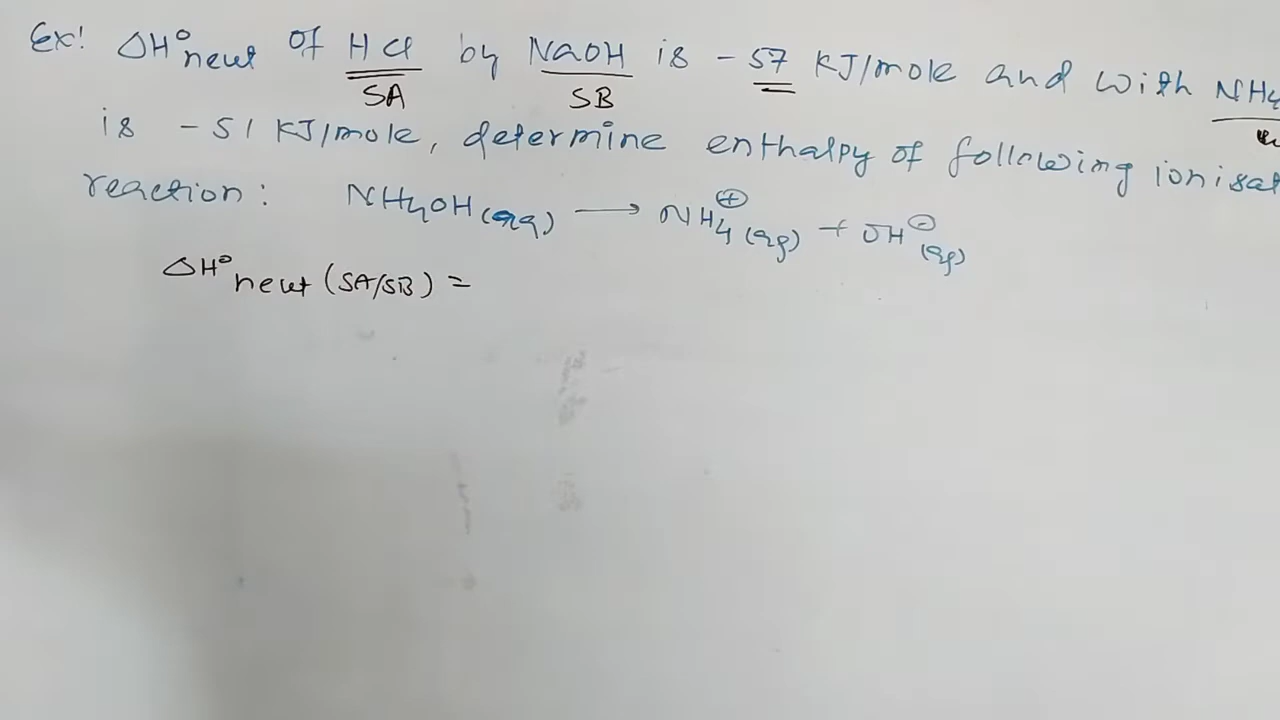 Ex! ΔH°neut of HCl by NaOH is - 57 KJ/mole and with NH4
SA SB
is - 51 KJ/mole, determine enthalpy of following ionisat
reaction: NH4OH(aq) → NH4⊕(aq) + OH⊖(aq)
ΔH°neut (SA/SB) =